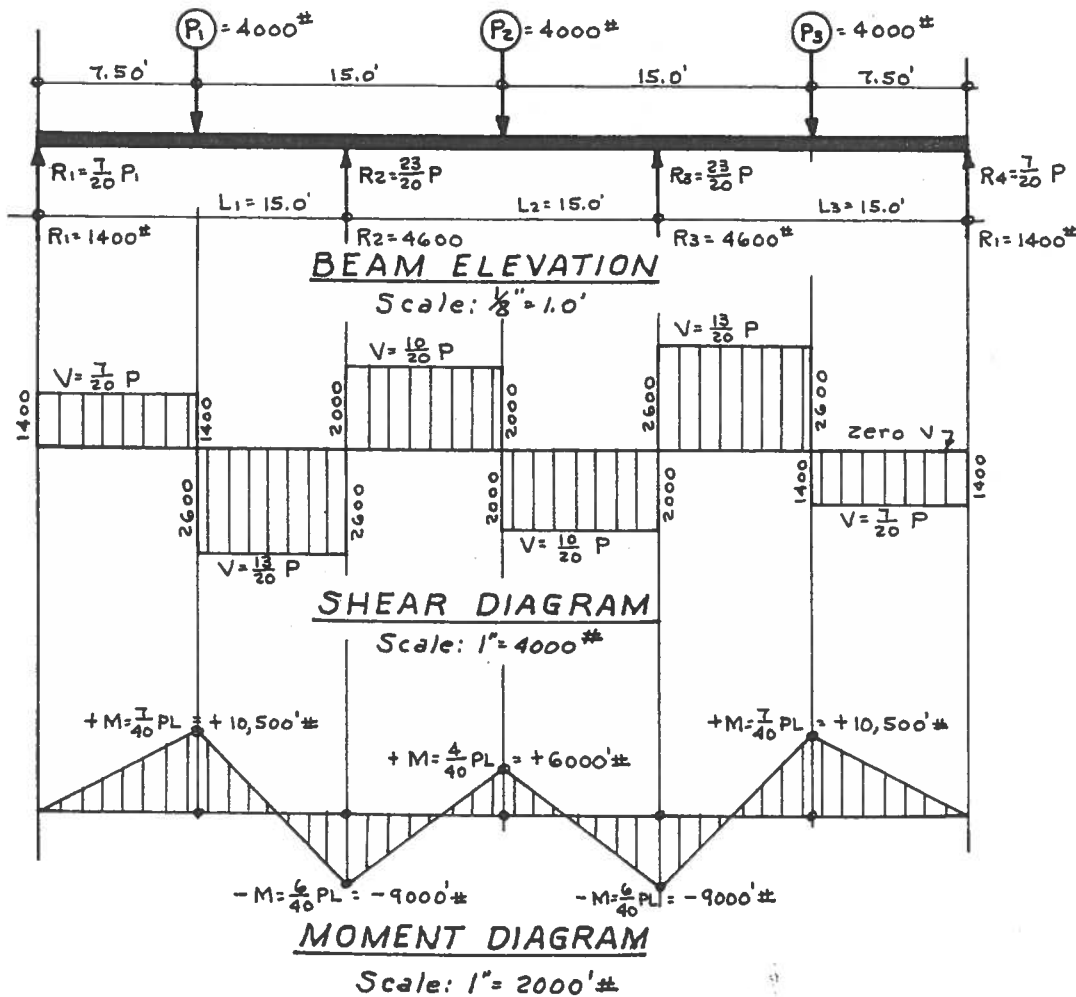 P₁ = 4000# P₂ = 4000# P₃ = 4000#
7.50' 15.0' 15.0' 7.50'
R₁ = 7/20 P₁ R₂ = 23/20 P R₃ = 23/20 P R₄ = 7/20 P
L₁ = 15.0' L₂ = 15.0' L₃ = 15.0'
R₁ = 1400# R₂ = 4600 R₃ = 4600# R₁ = 1400#
BEAM ELEVATION
Scale: 1/8" = 1.0'
V = 7/20 P V = 10/20 P V = 13/20 P
1400 1400 2000 2000 2600 2600
zero V
2600 2600 2000 2000 1400 1400
V = 13/20 P V = 10/20 P V = 7/20 P
SHEAR DIAGRAM
Scale: 1" = 4000#
+M = 7/40 PL = +10,500'# +M = 4/40 PL = +6000'# +M = 7/40 PL = +10,500'#
-M = 6/40 PL = -9000'# -M = 6/40 PL = -9000'#
MOMENT DIAGRAM
Scale: 1" = 2000'#